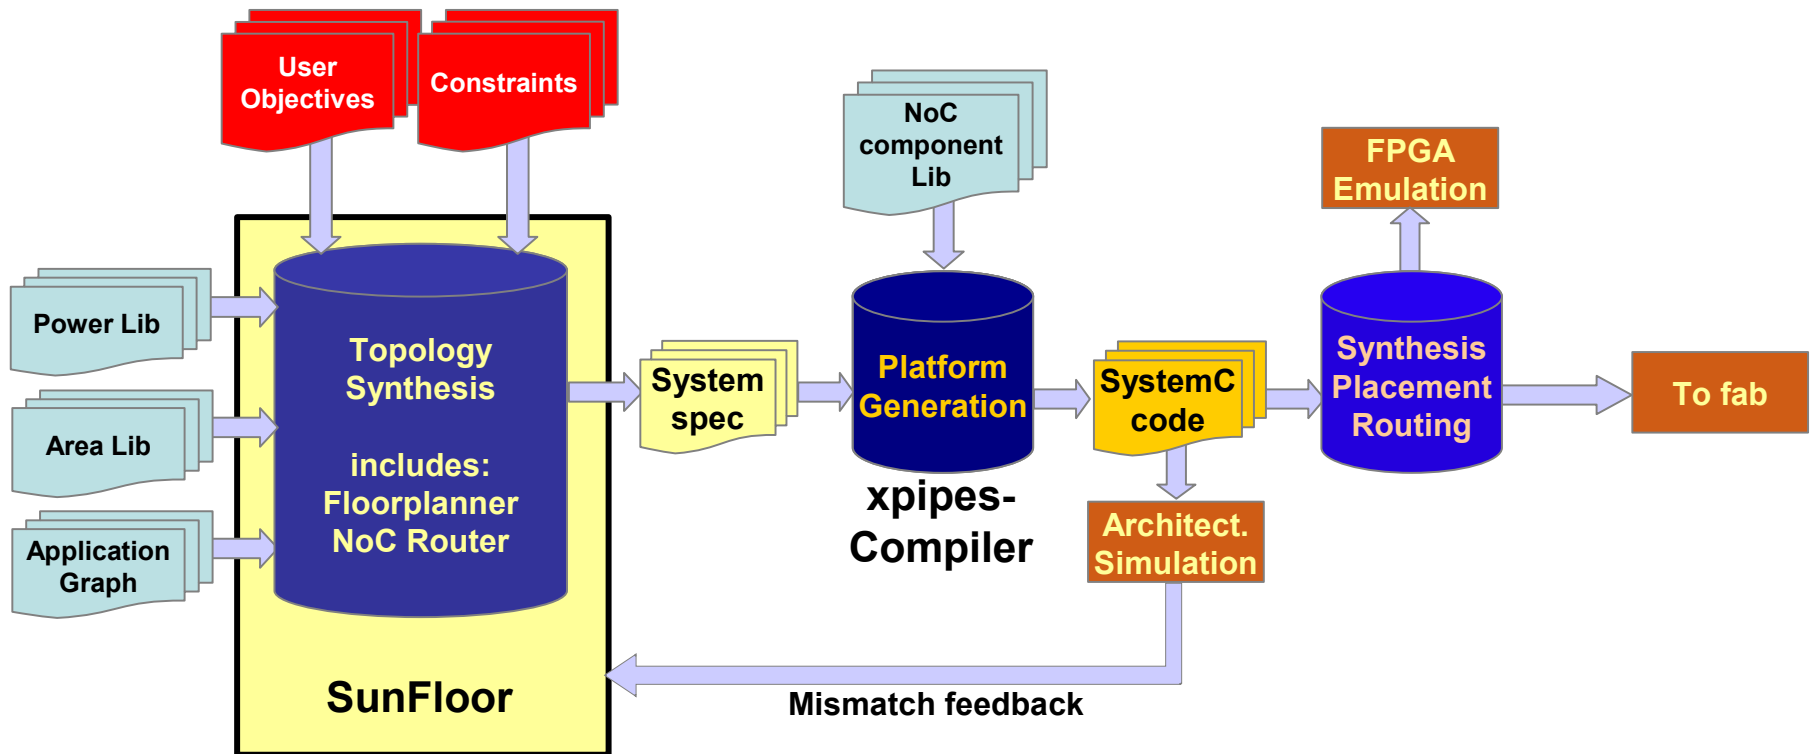 User
Objectives
Constraints
NoC
component
Lib
FPGA
Emulation
Power Lib
Area Lib
Application
Graph
Topology
Synthesis
includes:
Floorplanner
NoC Router
SunFloor
System
spec
Platform
Generation
xpipes-
Compiler
SystemC
code
Architect.
Simulation
Mismatch feedback
Synthesis
Placement
Routing
To fab